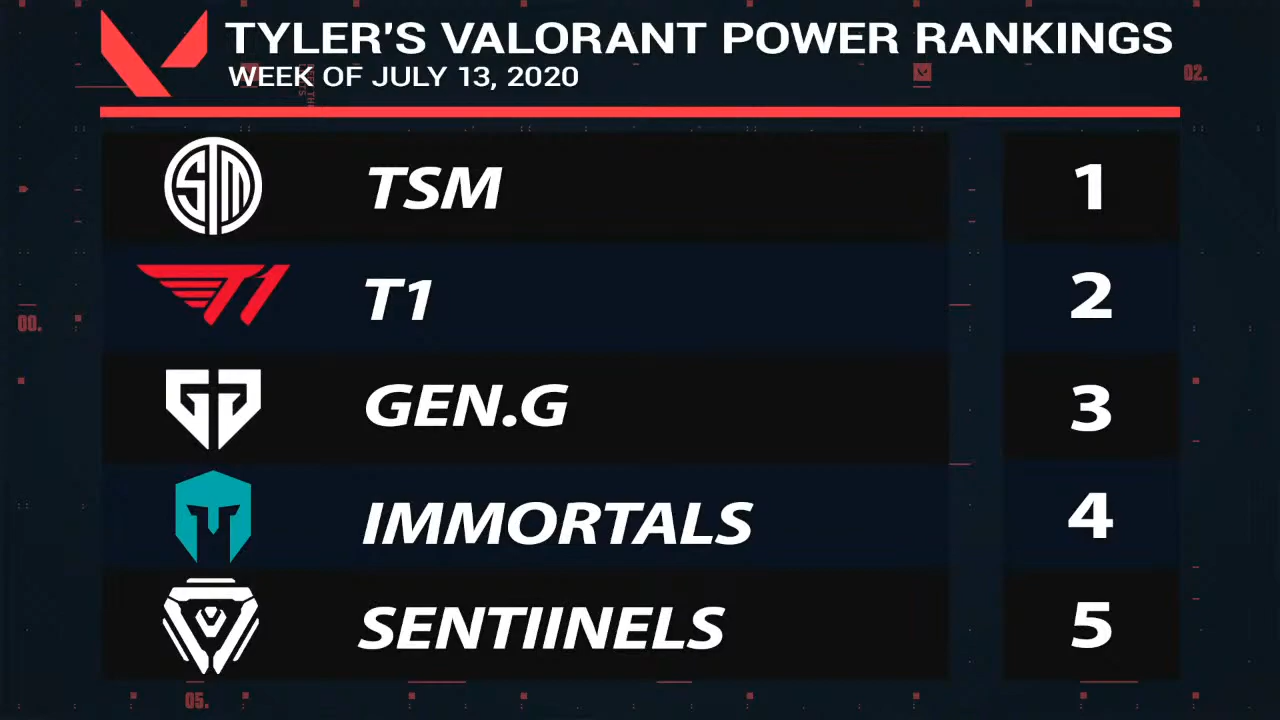 TYLER'S VALORANT POWER RANKINGS
WEEK OF JULY 13, 2020
02.
TSM 1
T1 2
00.
GEN.G 3
IMMORTALS 4
SENTIINELS 5
05.